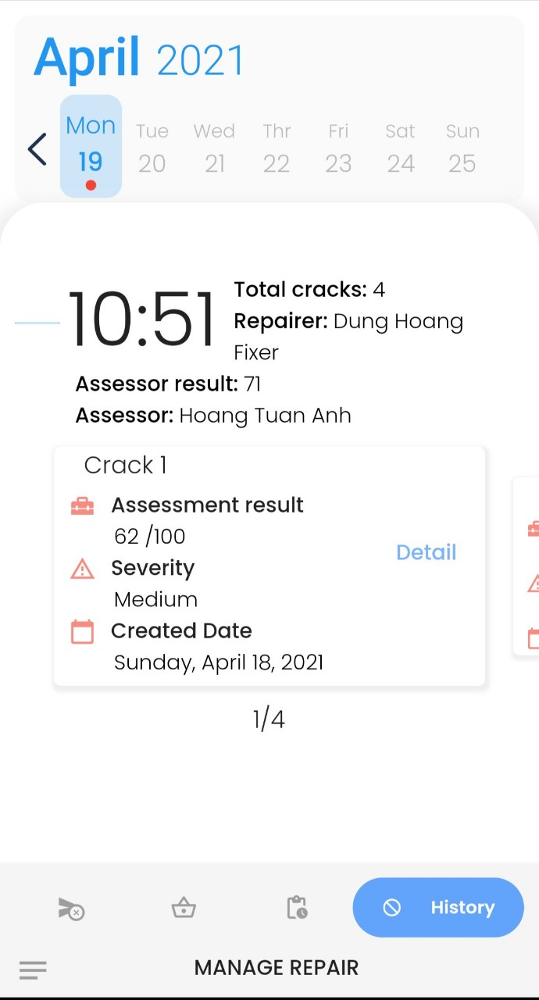 April 2021
Mon Tue Wed Thr Fri Sat Sun
19 20 21 22 23 24 25
10:51
Total cracks: 4
Repairer: Dung Hoang
Fixer
Assessor result: 71
Assessor: Hoang Tuan Anh
Crack 1
Assessment result
62 /100
Detail
Severity
Medium
Created Date
Sunday, April 18, 2021
1/4
History
MANAGE REPAIR